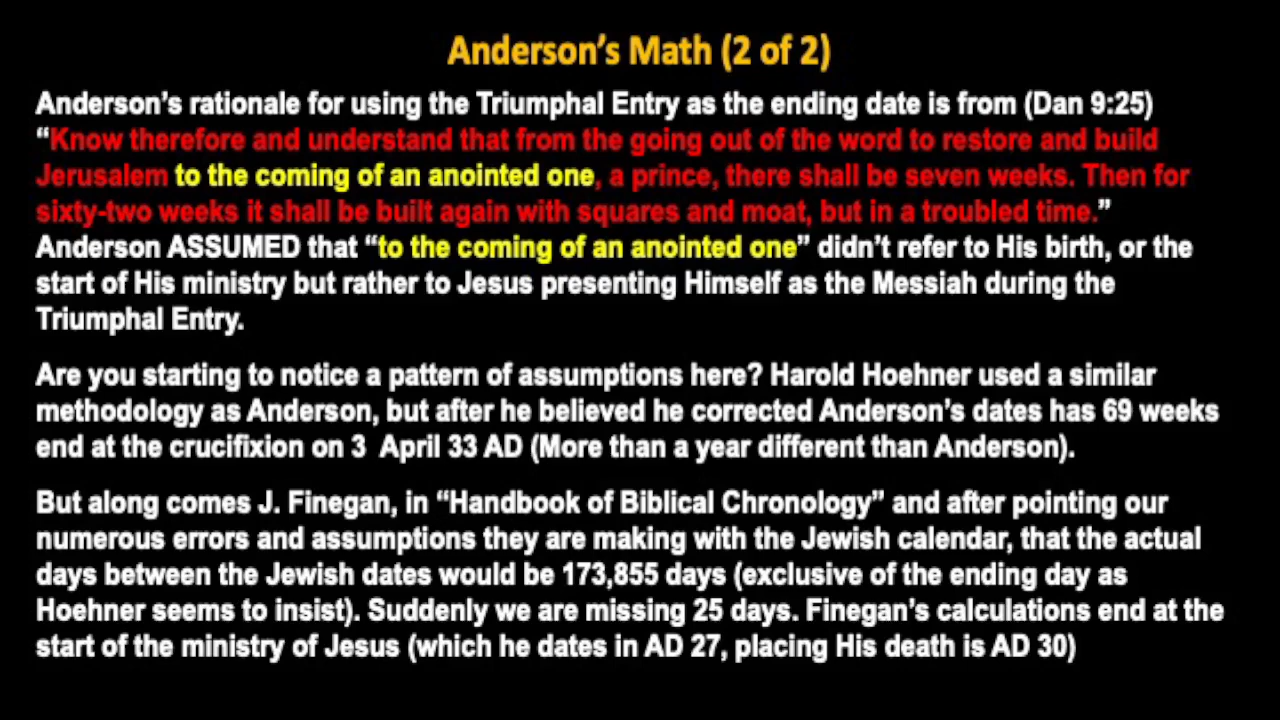 Anderson’s Math (2 of 2)
Anderson’s rationale for using the Triumphal Entry as the ending date is from (Dan 9:25)
“Know therefore and understand that from the going out of the word to restore and build
Jerusalem to the coming of an anointed one, a prince, there shall be seven weeks. Then for
sixty-two weeks it shall be built again with squares and moat, but in a troubled time.”
Anderson ASSUMED that “to the coming of an anointed one” didn’t refer to His birth, or the
start of His ministry but rather to Jesus presenting Himself as the Messiah during the
Triumphal Entry.
Are you starting to notice a pattern of assumptions here? Harold Hoehner used a similar
methodology as Anderson, but after he believed he corrected Anderson’s dates has 69 weeks
end at the crucifixion on 3  April 33 AD (More than a year different than Anderson).
But along comes J. Finegan, in “Handbook of Biblical Chronology” and after pointing our
numerous errors and assumptions they are making with the Jewish calendar, that the actual
days between the Jewish dates would be 173,855 days (exclusive of the ending day as
Hoehner seems to insist). Suddenly we are missing 25 days. Finegan’s calculations end at the
start of the ministry of Jesus (which he dates in AD 27, placing His death is AD 30)